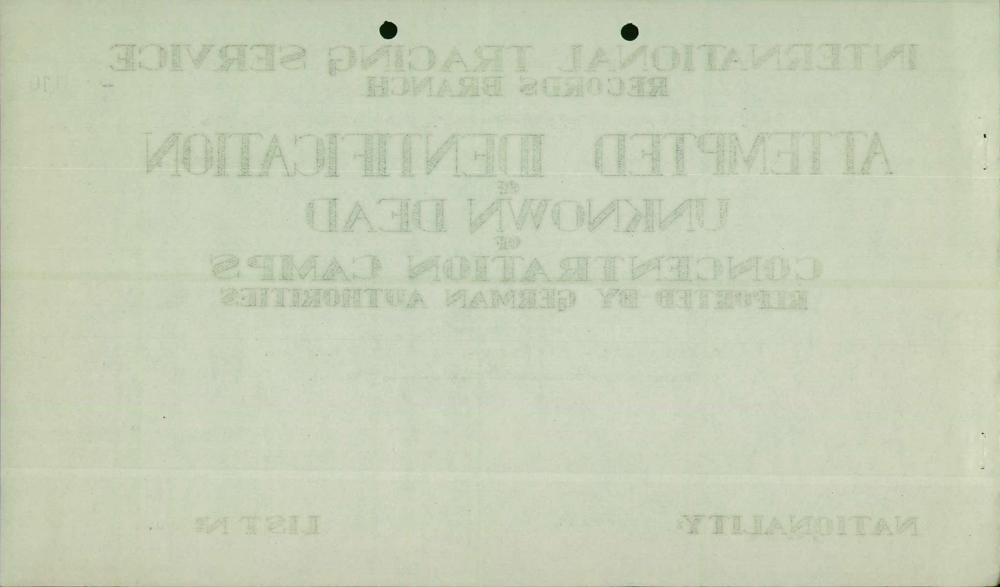 INTERNATIONAL TRACING SERVICE
RECORDS BRANCH
ATTEMPTED IDENTIFICATION
OF
UNKNOWN DEAD
OF
CONCENTRATION CAMPS
REPORTED BY GERMAN AUTHORITIES
NATIONALITY: LIST Nº